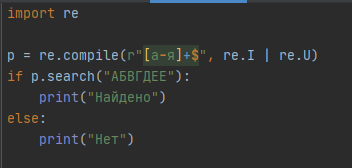 import re
p = re.compile(r"[а-я]+$", re.I | re.U)
if p.search("АБВГДЕЕ"):
    print("Найдено")
else:
    print("Нет")